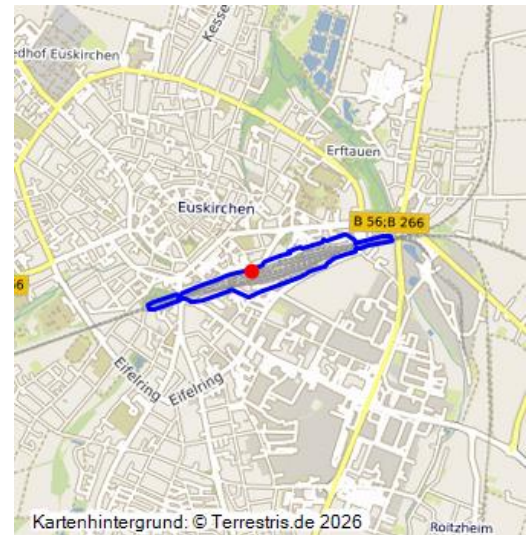 edhof Euskirchen
Kesse
Erftauen
Euskirchen
B 56;B 266
56
Eifelring
Eifelring
Kartenhintergrund: © Terrestris.de 2026
Roitzheim